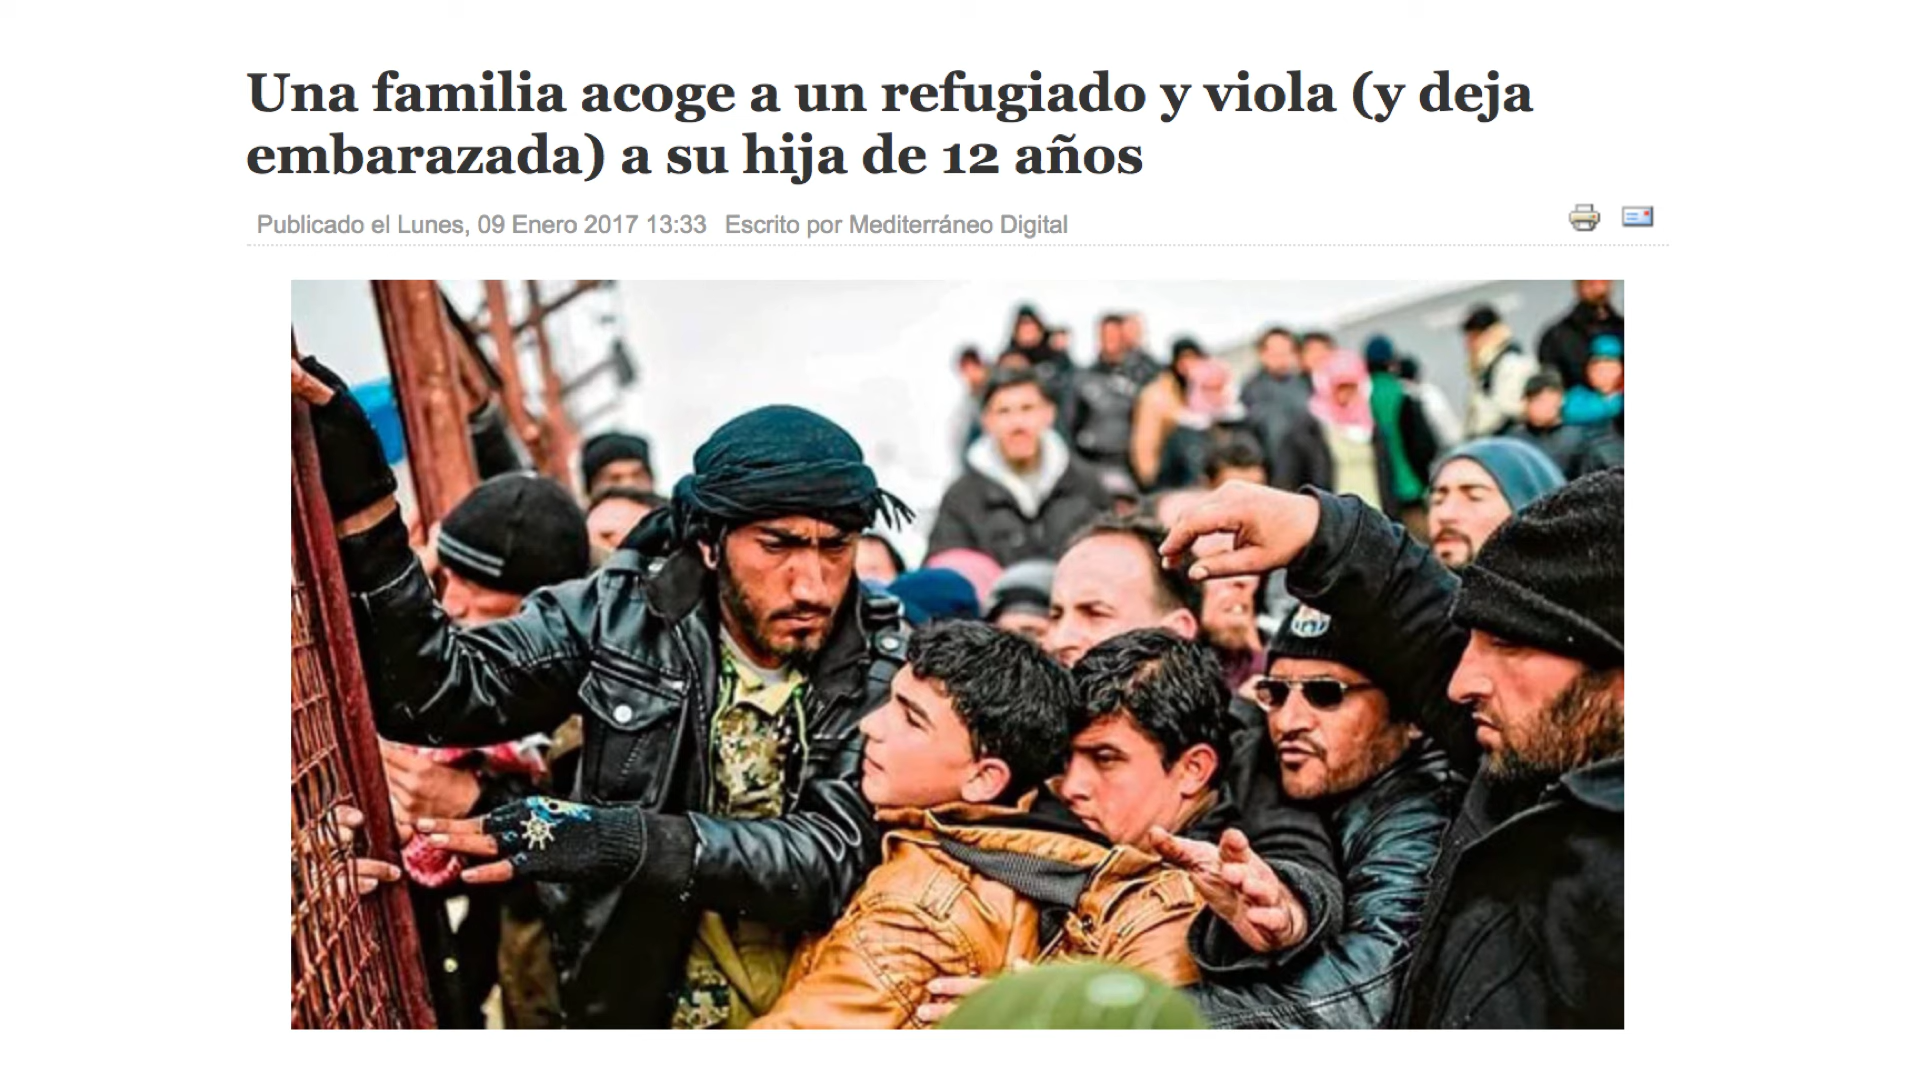 Una familia acoge a un refugiado y viola (y deja
embarazada) a su hija de 12 años
Publicado el Lunes, 09 Enero 2017 13:33 Escrito por Mediterráneo Digital